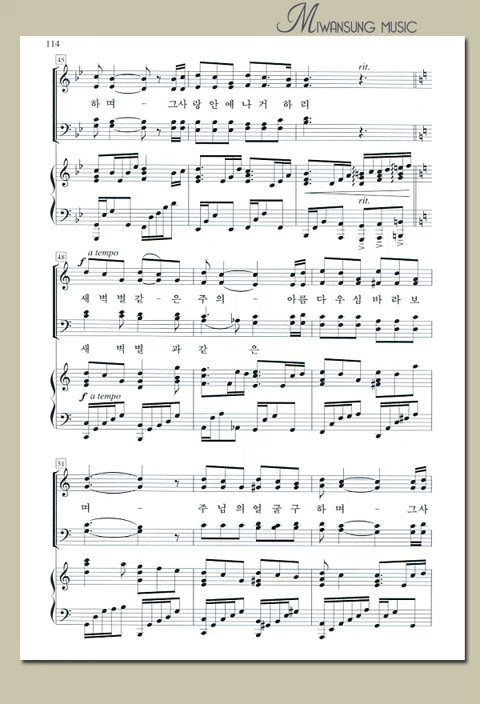 MIWANSUNG MUSIC
114
45
rit.
하 며 - 그사 랑 안 에 나 거 하 리
rit.
48
f a tempo
새 벽 별 같 - 은 주 의 - 아름 다 우 심 바 라 보
새 벽 별 과 같 은
f a tempo
51
며 - 주 님 의 얼 굴 구 하 며 - 그사